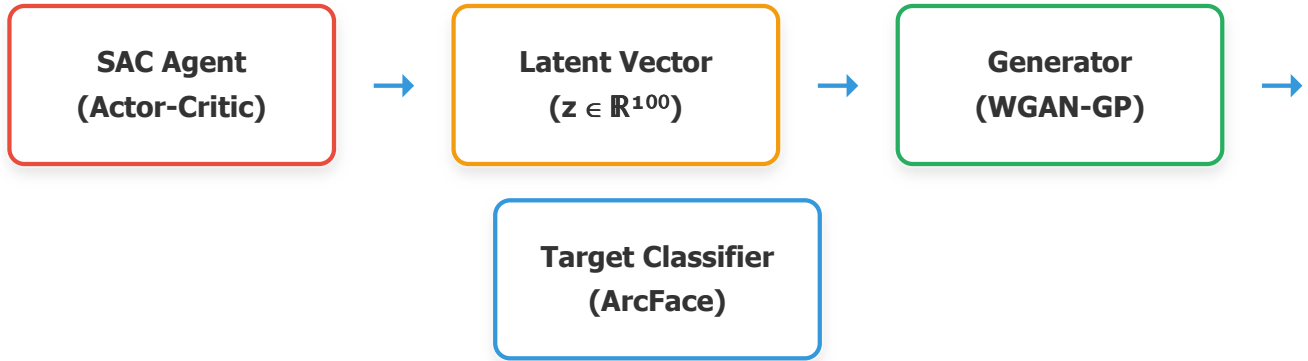 SAC Agent
(Actor-Critic)
Latent Vector
(z ∈ ℝ¹⁰⁰)
Generator
(WGAN-GP)
Target Classifier
(ArcFace)